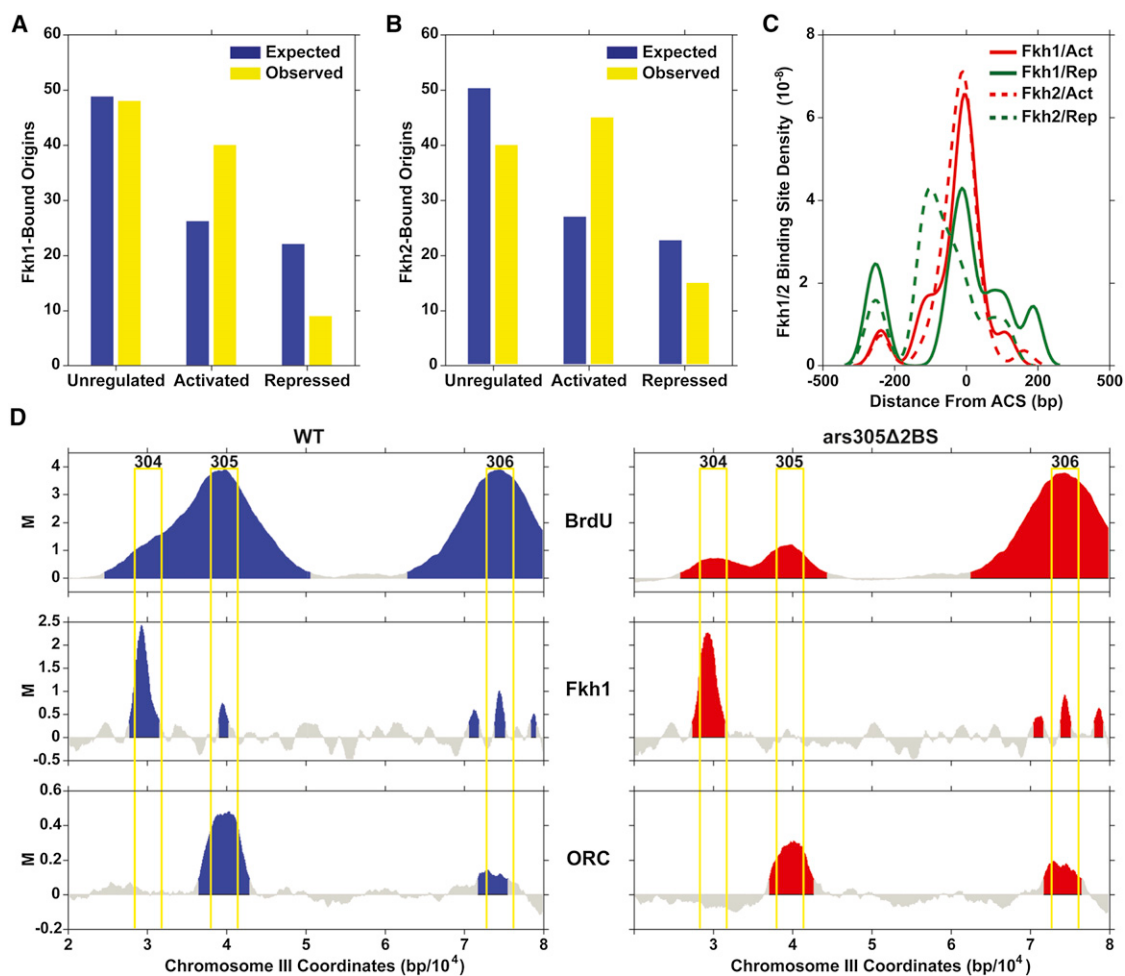 A
60
50
40
30
20
10
0
Fkh1-Bound Origins
Expected
Observed
Unregulated Activated Repressed
B
60
50
40
30
20
10
0
Fkh2-Bound Origins
Expected
Observed
Unregulated Activated Repressed
C
8
6
4
2
0
Fkh1/2 Binding Site Density (10-8)
Fkh1/Act
Fkh1/Rep
Fkh2/Act
Fkh2/Rep
-500 -200 0 200 500
Distance From ACS (bp)
D
WT
ars305Δ2BS
304 305 306
304 305 306
4
3
2
1
0
M
BrdU
2.5
2
1.5
1
0.5
0
-0.5
M
Fkh1
0.6
0.4
0.2
0
-0.2
M
ORC
2 3 4 5 6 7 8
Chromosome III Coordinates (bp/10⁴)
3 4 5 6 7 8
Chromosome III Coordinates (bp/10⁴)